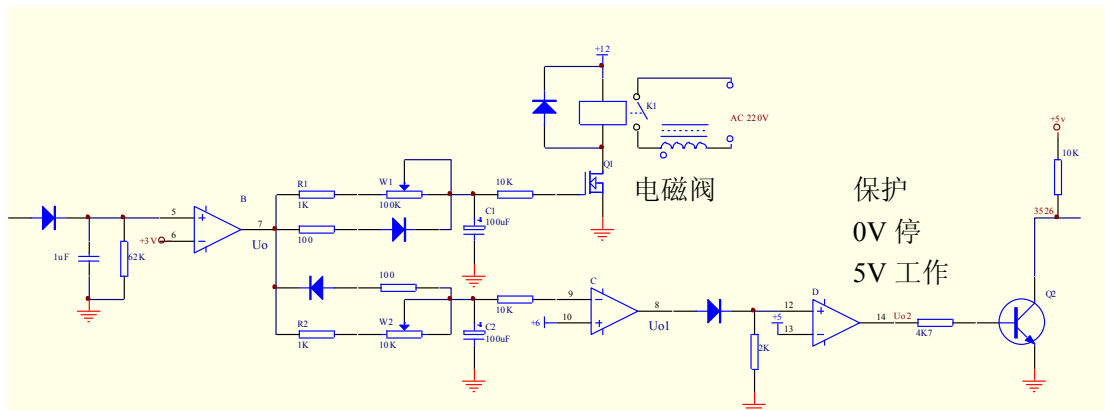 +12
K1
AC 220V
Q1
电磁阀
+5v
10K
3526
保护
0V 停
5V 工作
R1
1K
W1
100K
10K
C1
100uF
100
B
5
6
7
+3V
Uo
1uF
62K
100
R2
1K
W2
10K
10K
C2
100uF
C
9
10
8
+6
Uo1
2K
D
12
13
14
+5
Uo2
4K7
Q2